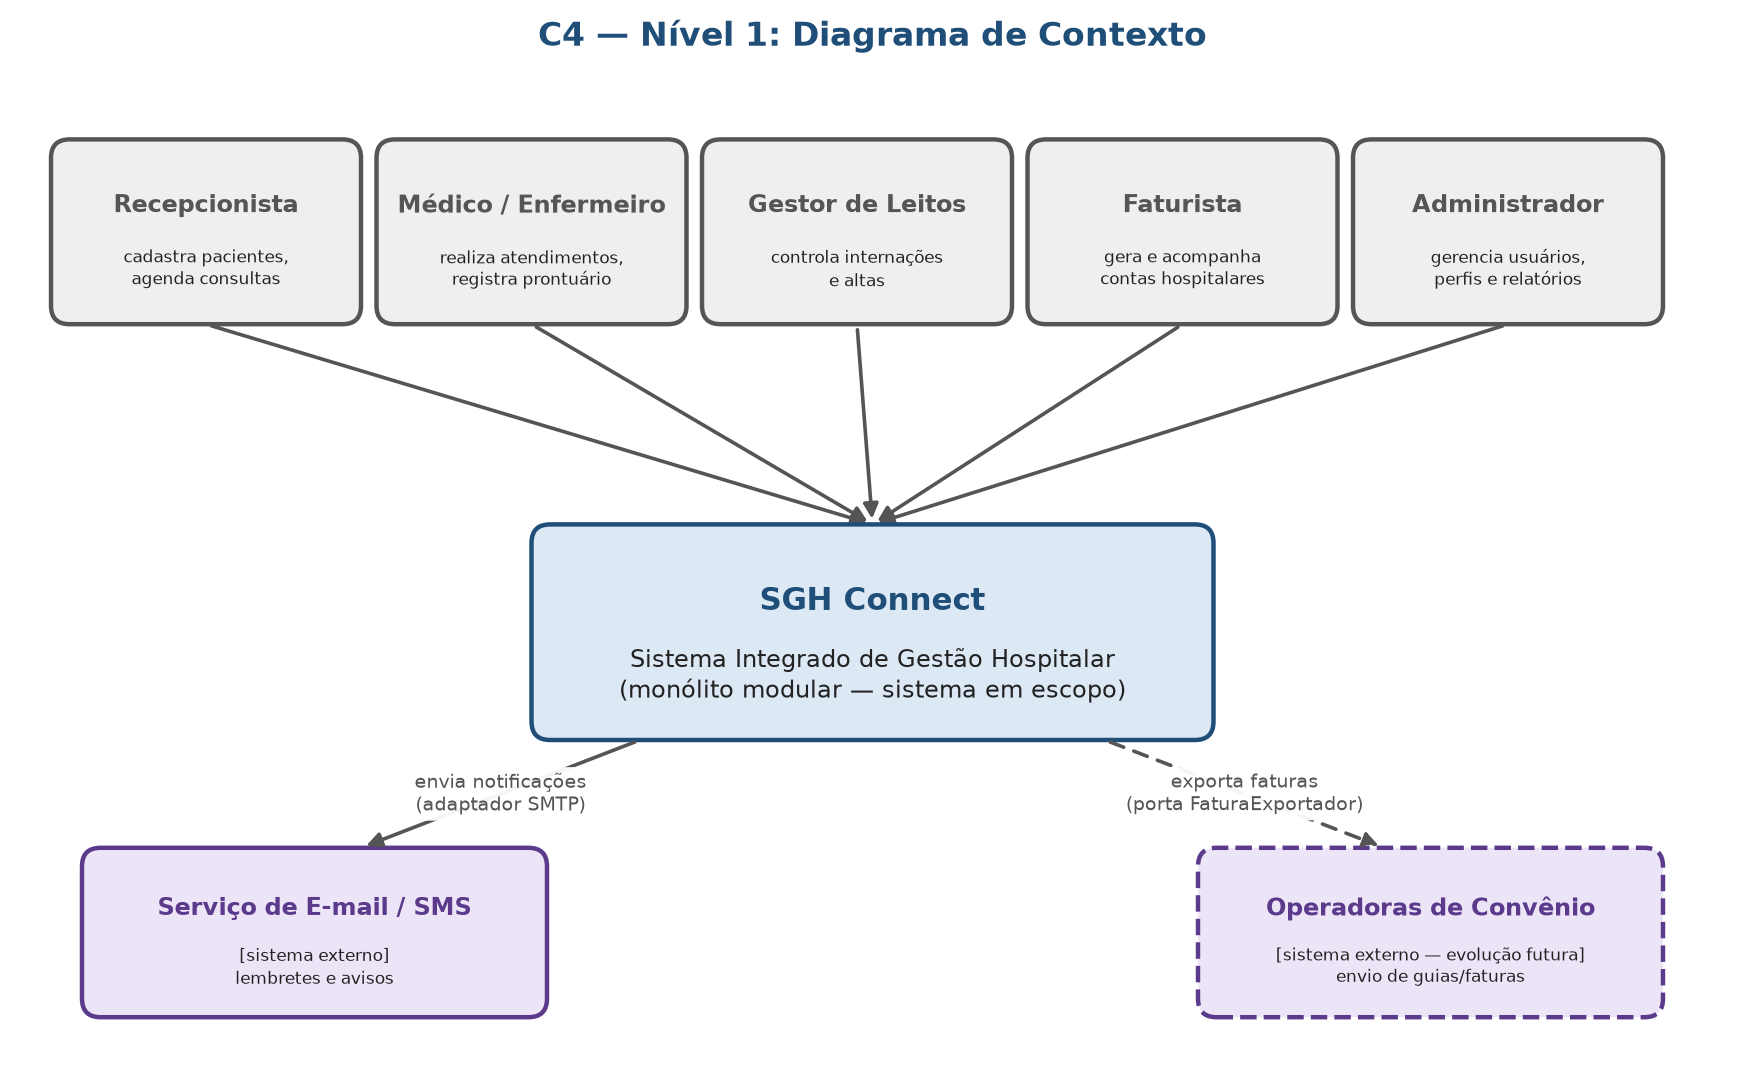 C4 — Nível 1: Diagrama de Contexto
Recepcionista
cadastra pacientes,
agenda consultas
Médico / Enfermeiro
realiza atendimentos,
registra prontuário
Gestor de Leitos
controla internações
e altas
Faturista
gera e acompanha
contas hospitalares
Administrador
gerencia usuários,
perfis e relatórios
SGH Connect
Sistema Integrado de Gestão Hospitalar
(monólito modular — sistema em escopo)
envia notificações
(adaptador SMTP)
exporta faturas
(porta FaturaExportador)
Serviço de E-mail / SMS
[sistema externo]
lembretes e avisos
Operadoras de Convênio
[sistema externo — evolução futura]
envio de guias/faturas